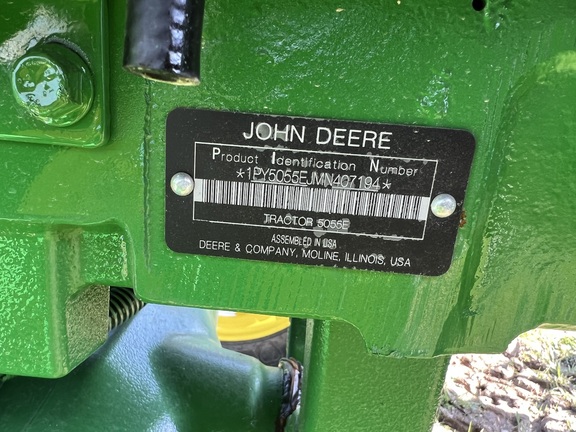 JOHN DEERE
Product Identification Number
*1PY5055EJMN407194*
TRACTOR 5055E
ASSEMBLED IN USA
DEERE & COMPANY, MOLINE, ILLINOIS, USA